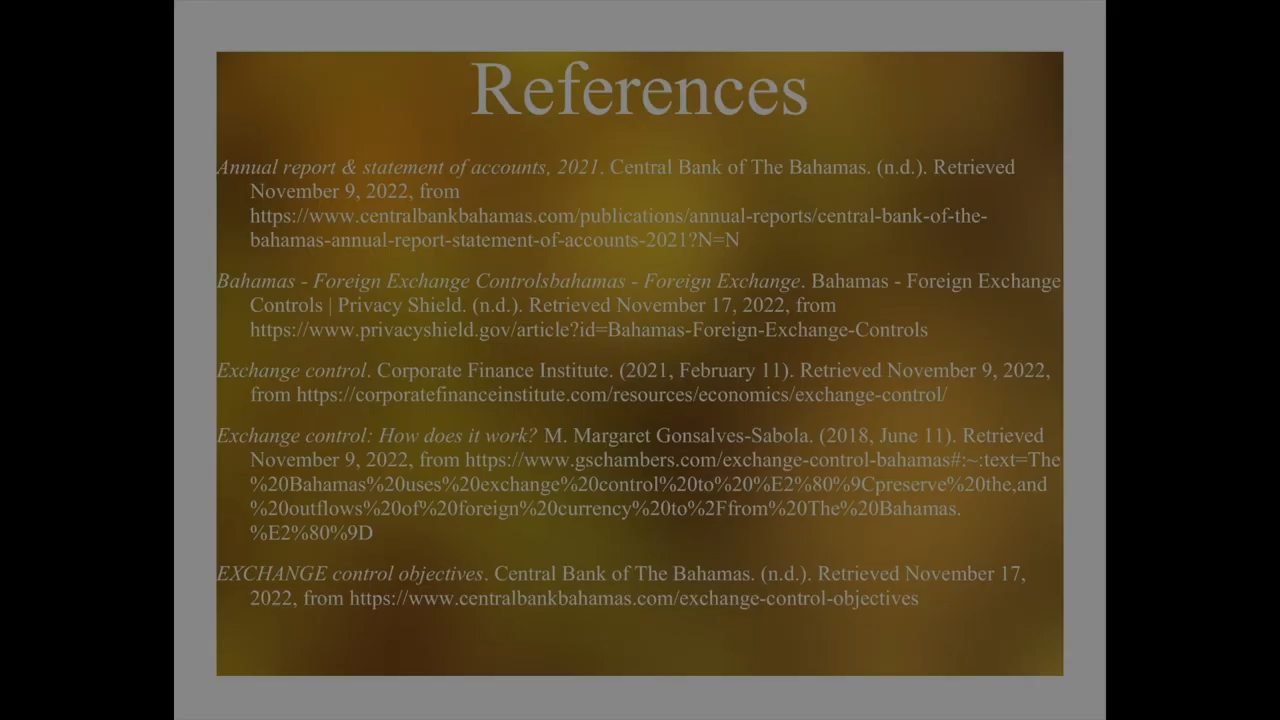 References
Annual report & statement of accounts, 2021. Central Bank of The Bahamas. (n.d.). Retrieved
November 9, 2022, from
https://www.centralbankbahamas.com/publications/annual-reports/central-bank-of-the-
bahamas-annual-report-statement-of-accounts-2021?N=N
Bahamas - Foreign Exchange Controlsbahamas - Foreign Exchange. Bahamas - Foreign Exchange
Controls | Privacy Shield. (n.d.). Retrieved November 17, 2022, from
https://www.privacyshield.gov/article?id=Bahamas-Foreign-Exchange-Controls
Exchange control. Corporate Finance Institute. (2021, February 11). Retrieved November 9, 2022,
from https://corporatefinanceinstitute.com/resources/economics/exchange-control/
Exchange control: How does it work? M. Margaret Gonsalves-Sabola. (2018, June 11). Retrieved
November 9, 2022, from https://www.gschambers.com/exchange-control-bahamas#:~:text=The
%20Bahamas%20uses%20exchange%20control%20to%20%E2%80%9Cpreserve%20the,and
%20outflows%20of%20foreign%20currency%20to%2Ffrom%20The%20Bahamas.
%E2%80%9D
EXCHANGE control objectives. Central Bank of The Bahamas. (n.d.). Retrieved November 17,
2022, from https://www.centralbankbahamas.com/exchange-control-objectives